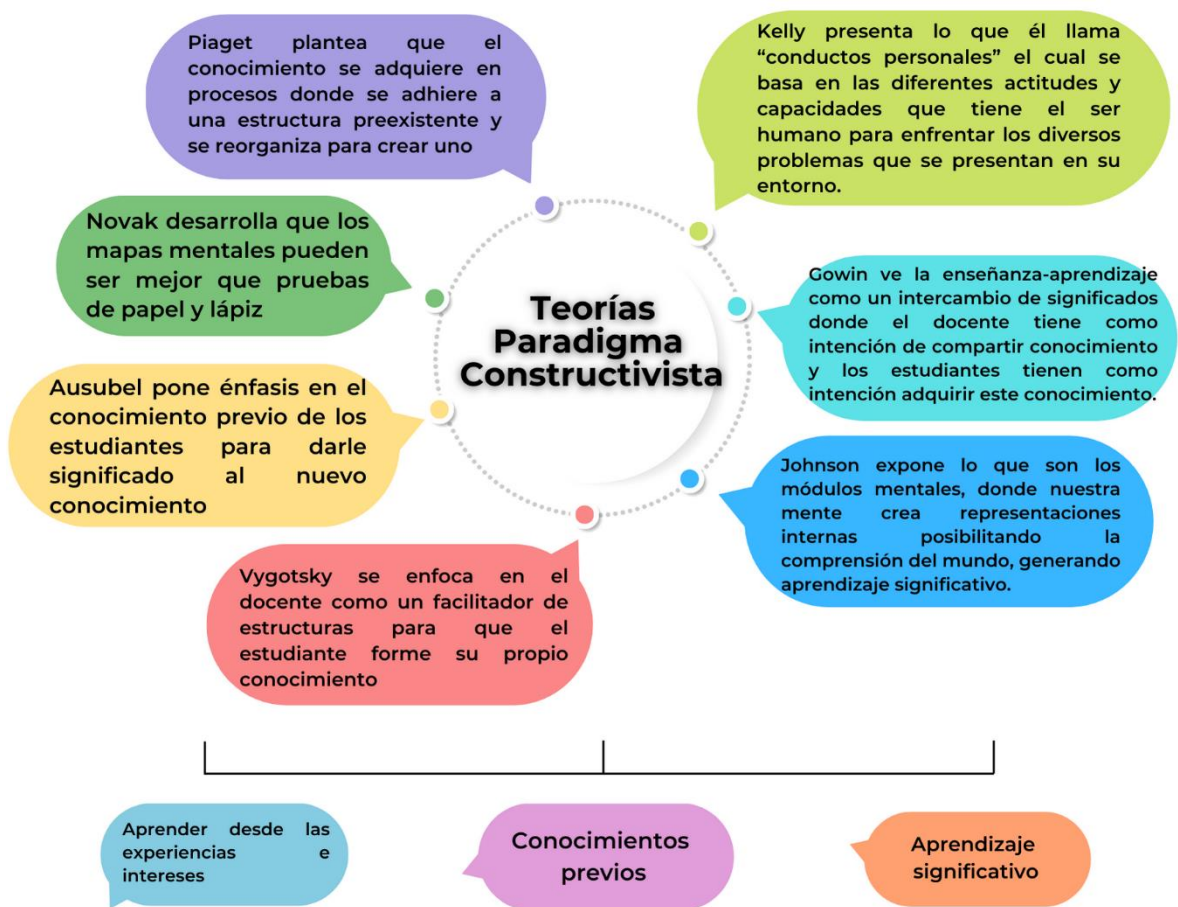 Piaget plantea que el
conocimiento se adquiere en
procesos donde se adhiere a
una estructura preexistente y
se reorganiza para crear uno
Kelly presenta lo que él llama
“conductos personales” el cual se
basa en las diferentes actitudes y
capacidades que tiene el ser
humano para enfrentar los diversos
problemas que se presentan en su
entorno.
Novak desarrolla que los
mapas mentales pueden
ser mejor que pruebas
de papel y lápiz
Gowin ve la enseñanza-aprendizaje
como un intercambio de significados
donde el docente tiene como
intención de compartir conocimiento
y los estudiantes tienen como
intención adquirir este conocimiento.
Teorías
Paradigma
Constructivista
Ausubel pone énfasis en el
conocimiento previo de los
estudiantes para darle
significado al nuevo
conocimiento
Johnson expone lo que son los
módulos mentales, donde nuestra
mente crea representaciones
internas posibilitando la
comprensión del mundo, generando
aprendizaje significativo.
Vygotsky se enfoca en el
docente como un facilitador de
estructuras para que el
estudiante forme su propio
conocimiento
Aprender desde las
experiencias e
intereses
Conocimientos
previos
Aprendizaje
significativo